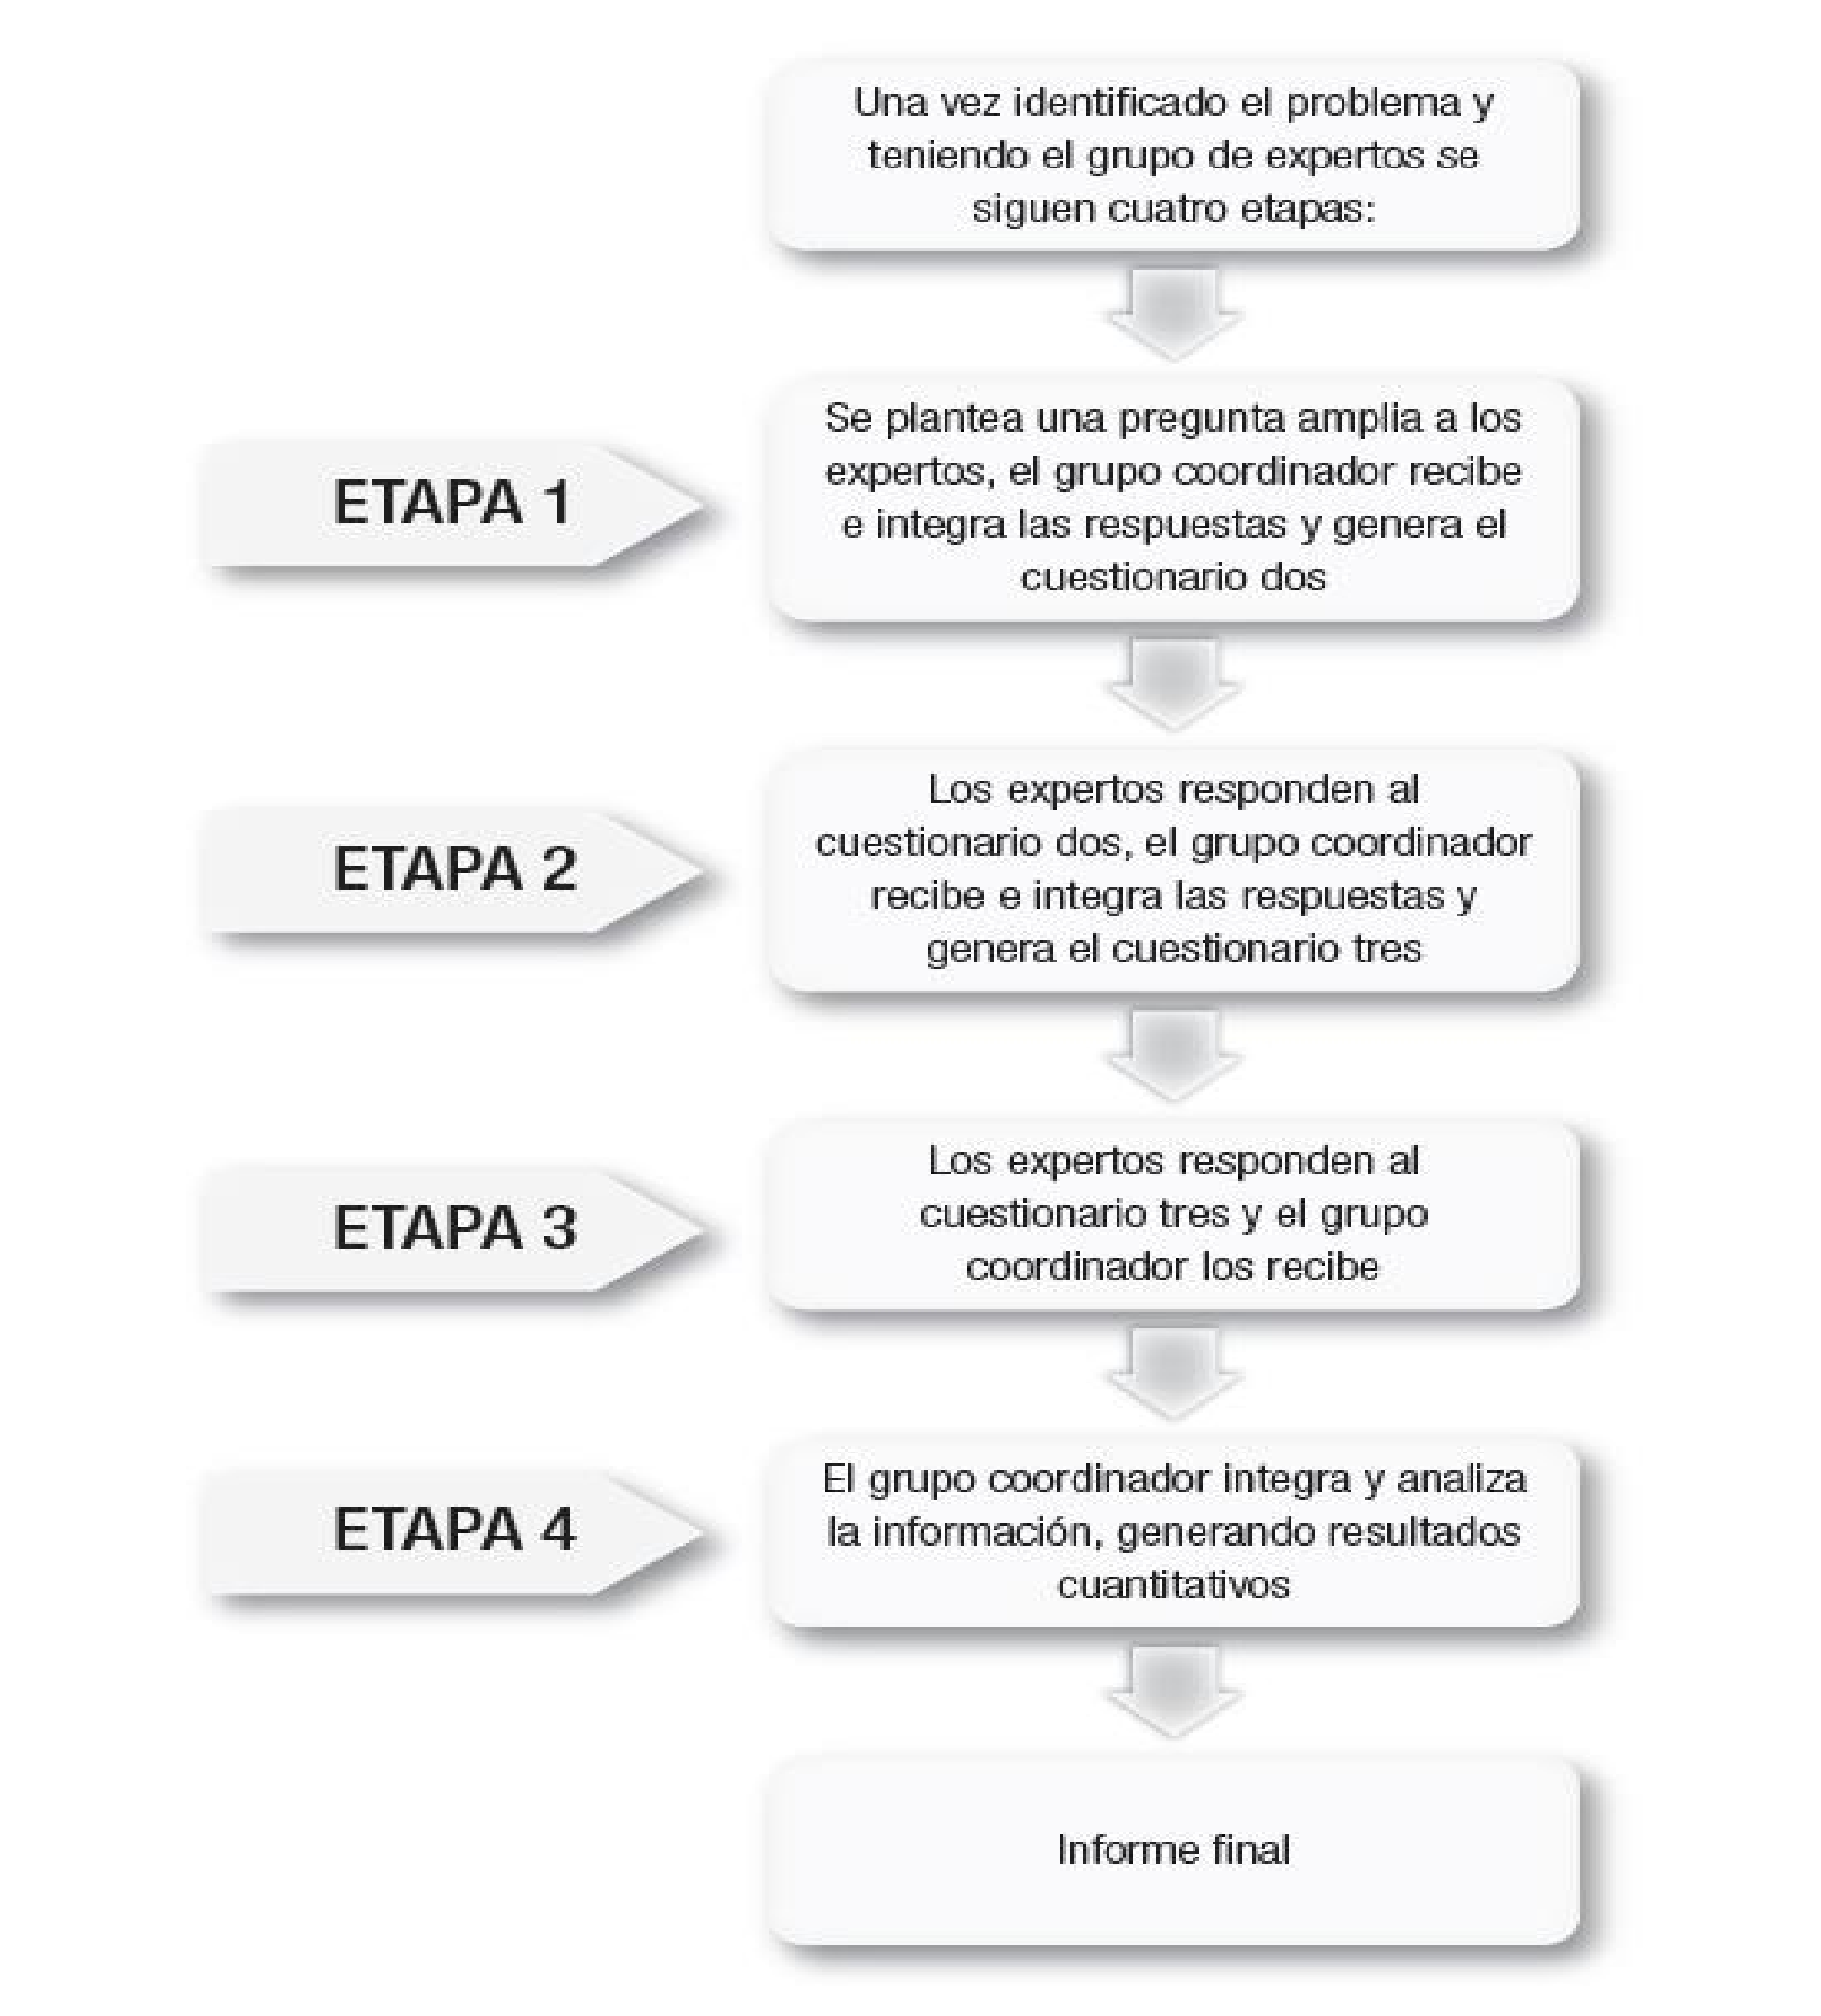 Una vez identificado el problema y
teniendo el grupo de expertos se
siguen cuatro etapas:
ETAPA 1
Se plantea una pregunta amplia a los
expertos, el grupo coordinador recibe
e integra las respuestas y genera el
cuestionario dos
ETAPA 2
Los expertos responden al
cuestionario dos, el grupo coordinador
recibe e integra las respuestas y
genera el cuestionario tres
ETAPA 3
Los expertos responden al
cuestionario tres y el grupo
coordinador los recibe
ETAPA 4
El grupo coordinador integra y analiza
la información, generando resultados
cuantitativos
Informe final